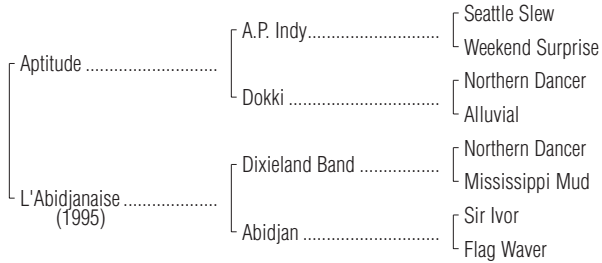 Seattle Slew
A.P. Indy..............................
Weekend Surprise
Aptitude ..............................
Northern Dancer
Dokki ..................................
Alluvial
Northern Dancer
Dixieland Band ..................
Mississippi Mud
L'Abidjanaise .....................
(1995)
Sir Ivor
Abidjan ...............................
Flag Waver